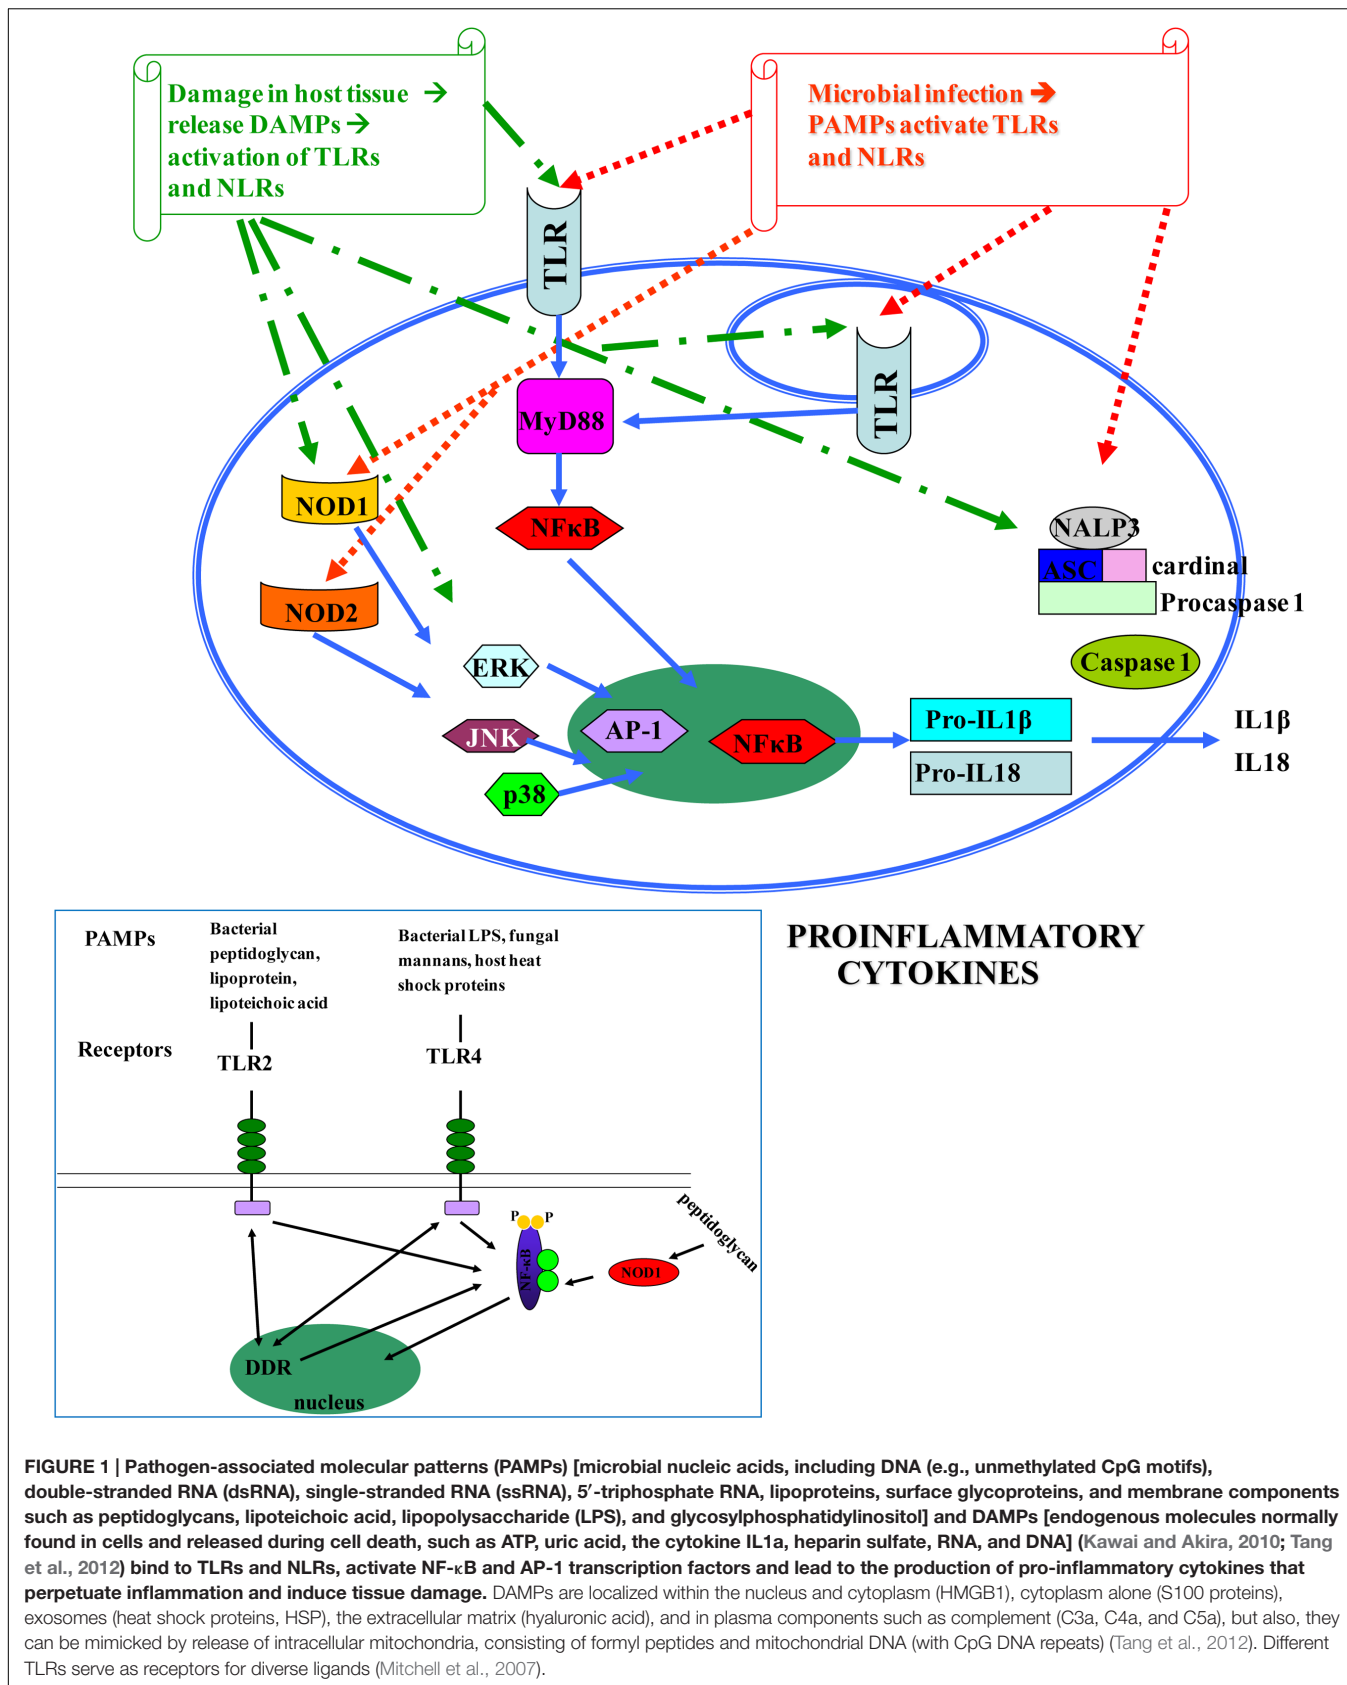 Damage in host tissue →
release DAMPs →
activation of TLRs
and NLRs
Microbial infection ➔
PAMPs activate TLRs
and NLRs
TLR
TLR
MyD88
NOD1
NFκB
NALP3
ASC
cardinal
Procaspase 1
NOD2
Caspase 1
ERK
AP-1
JNK
NFκB
p38
Pro-IL1β
Pro-IL18
IL1β
IL18
PROINFLAMMATORY
CYTOKINES
PAMPs
Bacterial
peptidoglycan,
lipoprotein,
lipoteichoic acid
Bacterial LPS, fungal
mannans, host heat
shock proteins
Receptors
TLR2
TLR4
P
P
NF-κB
NOD1
peptidoglycan
DDR
nucleus
FIGURE 1 | Pathogen-associated molecular patterns (PAMPs) [microbial nucleic acids, including DNA (e.g., unmethylated CpG motifs),
double-stranded RNA (dsRNA), single-stranded RNA (ssRNA), 5′-triphosphate RNA, lipoproteins, surface glycoproteins, and membrane components
such as peptidoglycans, lipoteichoic acid, lipopolysaccharide (LPS), and glycosylphosphatidylinositol] and DAMPs [endogenous molecules normally
found in cells and released during cell death, such as ATP, uric acid, the cytokine IL1a, heparin sulfate, RNA, and DNA] (Kawai and Akira, 2010; Tang
et al., 2012) bind to TLRs and NLRs, activate NF-κB and AP-1 transcription factors and lead to the production of pro-inflammatory cytokines that
perpetuate inflammation and induce tissue damage. DAMPs are localized within the nucleus and cytoplasm (HMGB1), cytoplasm alone (S100 proteins),
exosomes (heat shock proteins, HSP), the extracellular matrix (hyaluronic acid), and in plasma components such as complement (C3a, C4a, and C5a), but also, they
can be mimicked by release of intracellular mitochondria, consisting of formyl peptides and mitochondrial DNA (with CpG DNA repeats) (Tang et al., 2012). Different
TLRs serve as receptors for diverse ligands (Mitchell et al., 2007).